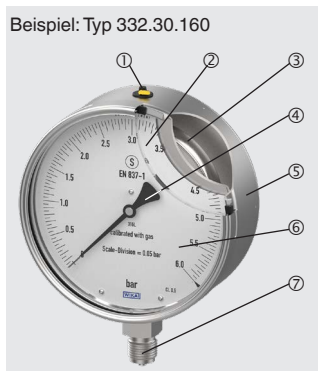 Beispiel: Typ 332.30.160
① ② ③
④
⑤
⑥
⑦
0.5
1.0
1.5
2.0
2.5
3.0
3.5
5.0
5.5
6.0
S
EN 837-1
316L
calibrated with gas
Scale-Division = 0.05 bar
bar
WIKA